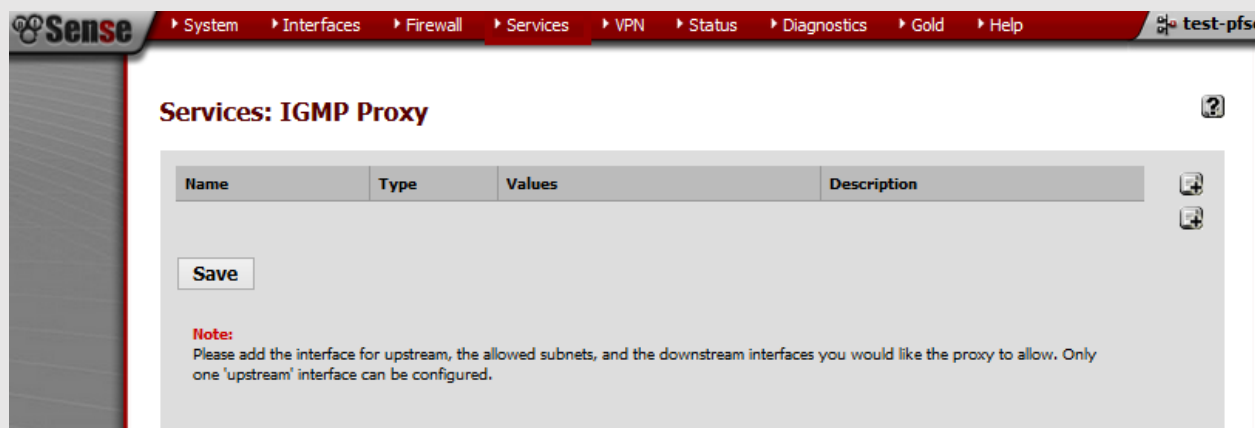 Sense System Interfaces Firewall Services VPN Status Diagnostics Gold Help test-pfs
Services: IGMP Proxy
Name Type Values Description
Save
Note:
Please add the interface for upstream, the allowed subnets, and the downstream interfaces you would like the proxy to allow. Only
one 'upstream' interface can be configured.